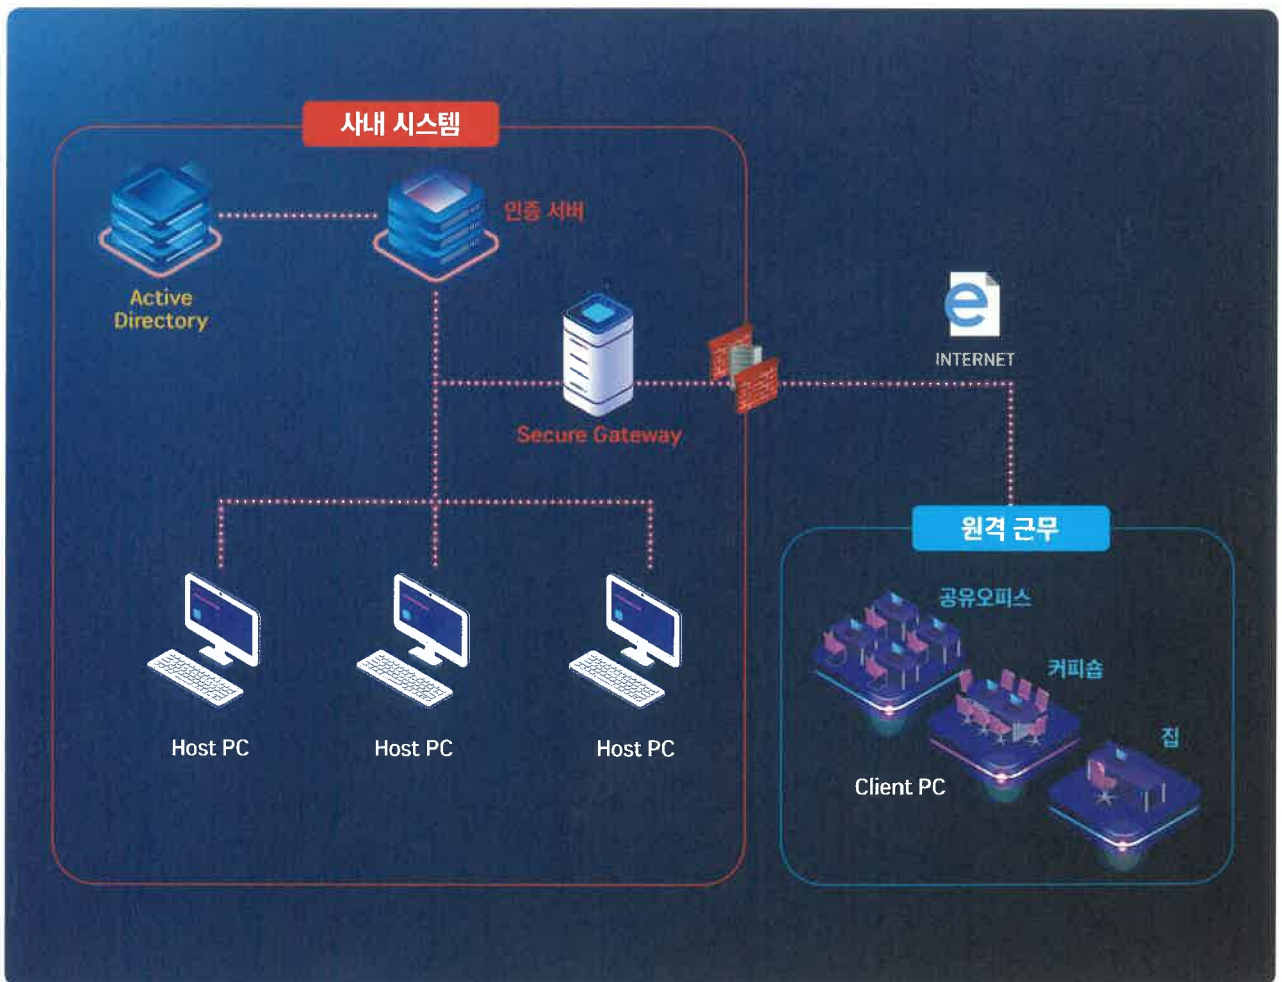 사내 시스템
인증 서버
Active
Directory
INTERNET
Secure Gateway
원격 근무
공유오피스
커피숍
집
Host PC
Host PC
Host PC
Client PC